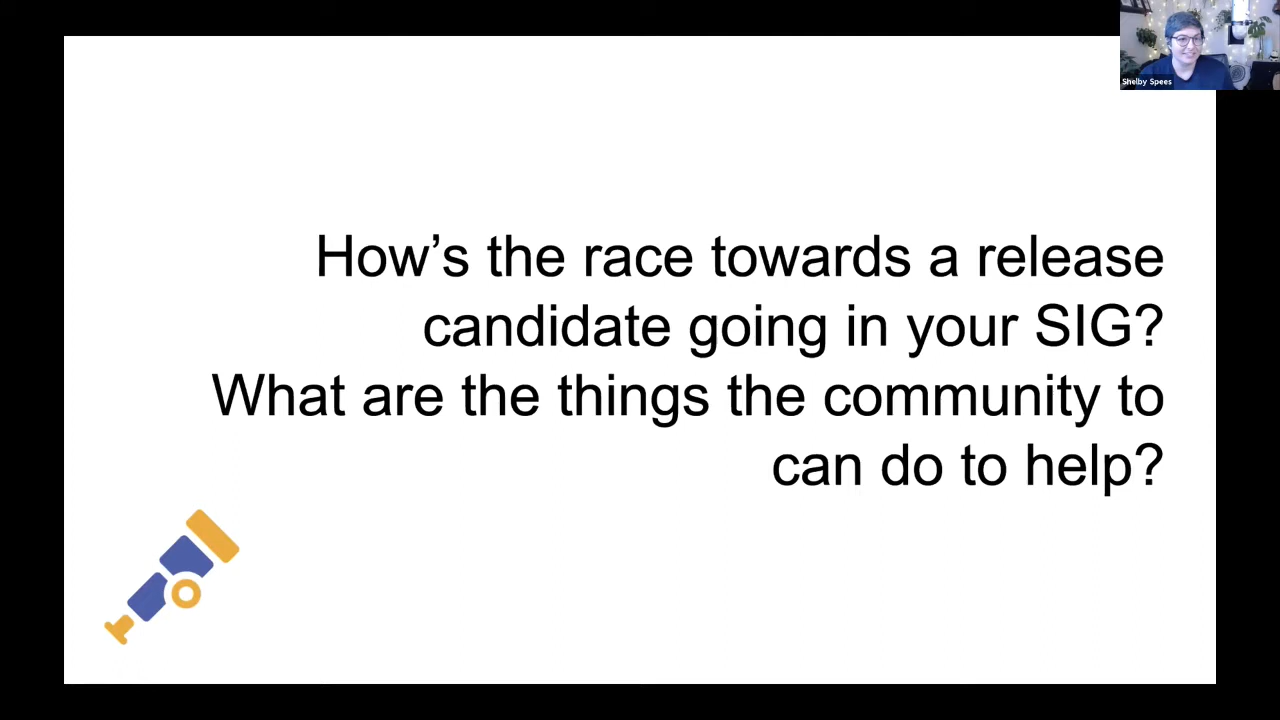 Shelby Spees
How’s the race towards a release
candidate going in your SIG?
What are the things the community to
can do to help?